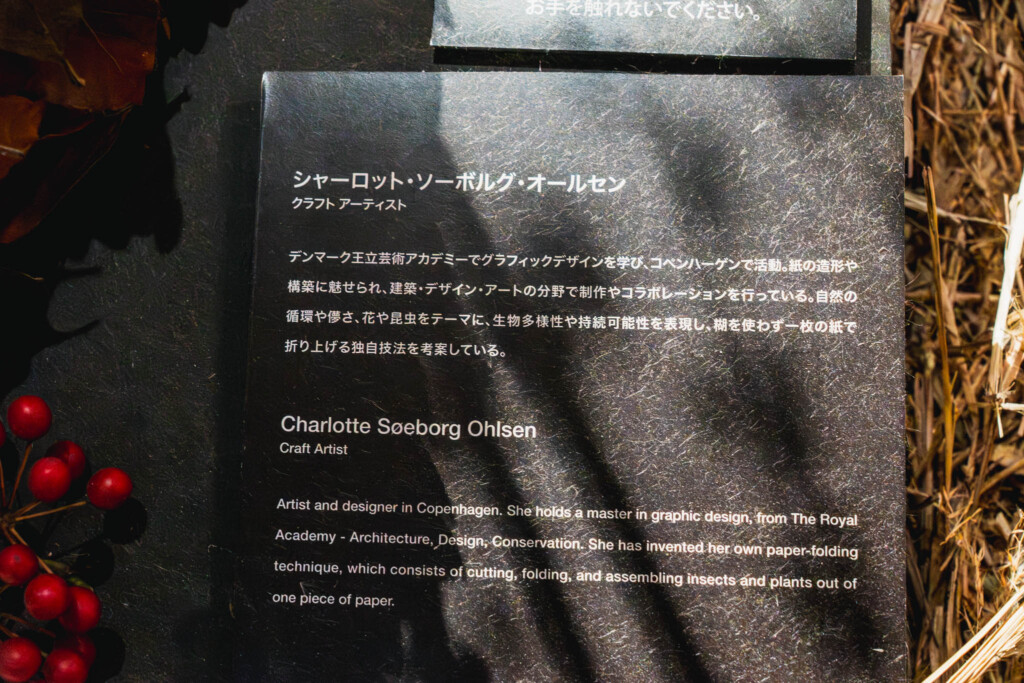 お手を触れないでください。
シャーロット・ソーボルグ・オールセン
クラフト アーティスト
デンマーク王立芸術アカデミーでグラフィックデザインを学び、コペンハーゲンで活動。紙の造形や
構築に魅せられ、建築・デザイン・アートの分野で制作やコラボレーションを行っている。自然の
循環や儚さ、花や昆虫をテーマに、生物多様性や持続可能性を表現し、糊を使わず一枚の紙で
折り上げる独自技法を考案している。
Charlotte Søeborg Ohlsen
Craft Artist
Artist and designer in Copenhagen. She holds a master in graphic design, from The Royal
Academy - Architecture, Design, Conservation. She has invented her own paper-folding
technique, which consists of cutting, folding, and assembling insects and plants out of
one piece of paper.